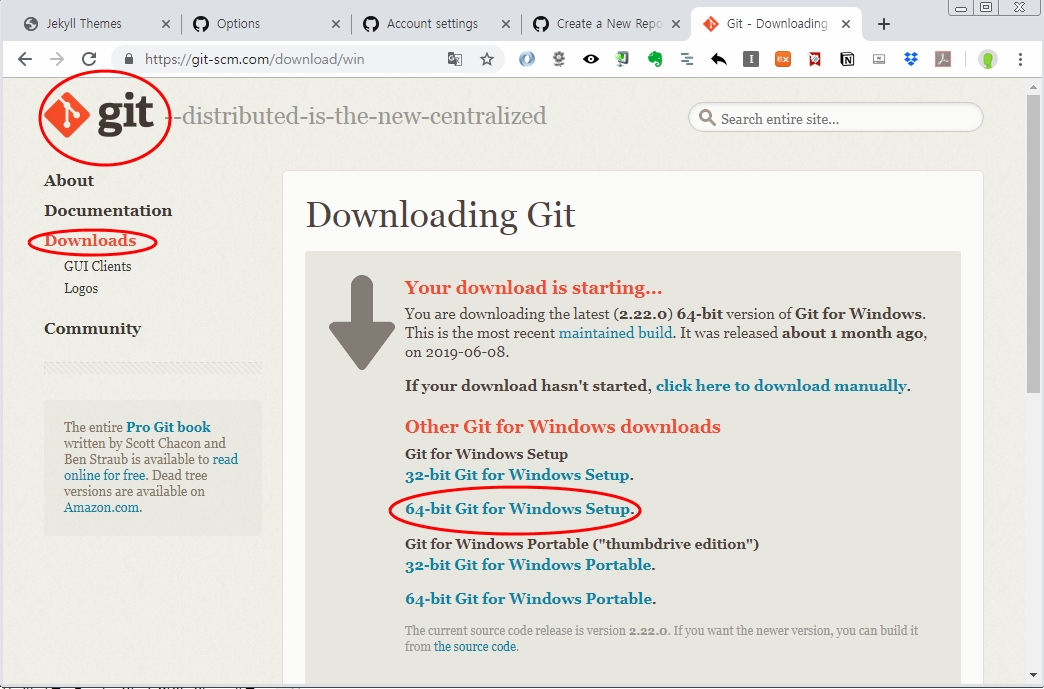 Jekyll Themes
Options
Account settings
Create a New Repo
Git - Downloading
https://git-scm.com/download/win
git --distributed-is-the-new-centralized
Search entire site...
About
Documentation
Downloads
GUI Clients
Logos
Community
The entire Pro Git book
written by Scott Chacon and
Ben Straub is available to read
online for free. Dead tree
versions are available on
Amazon.com.
Downloading Git
Your download is starting...
You are downloading the latest (2.22.0) 64-bit version of Git for Windows.
This is the most recent maintained build. It was released about 1 month ago,
on 2019-06-08.
If your download hasn't started, click here to download manually.
Other Git for Windows downloads
Git for Windows Setup
32-bit Git for Windows Setup.
64-bit Git for Windows Setup.
Git for Windows Portable ("thumbdrive edition")
32-bit Git for Windows Portable.
64-bit Git for Windows Portable.
The current source code release is version 2.22.0. If you want the newer version, you can build it
from the source code.